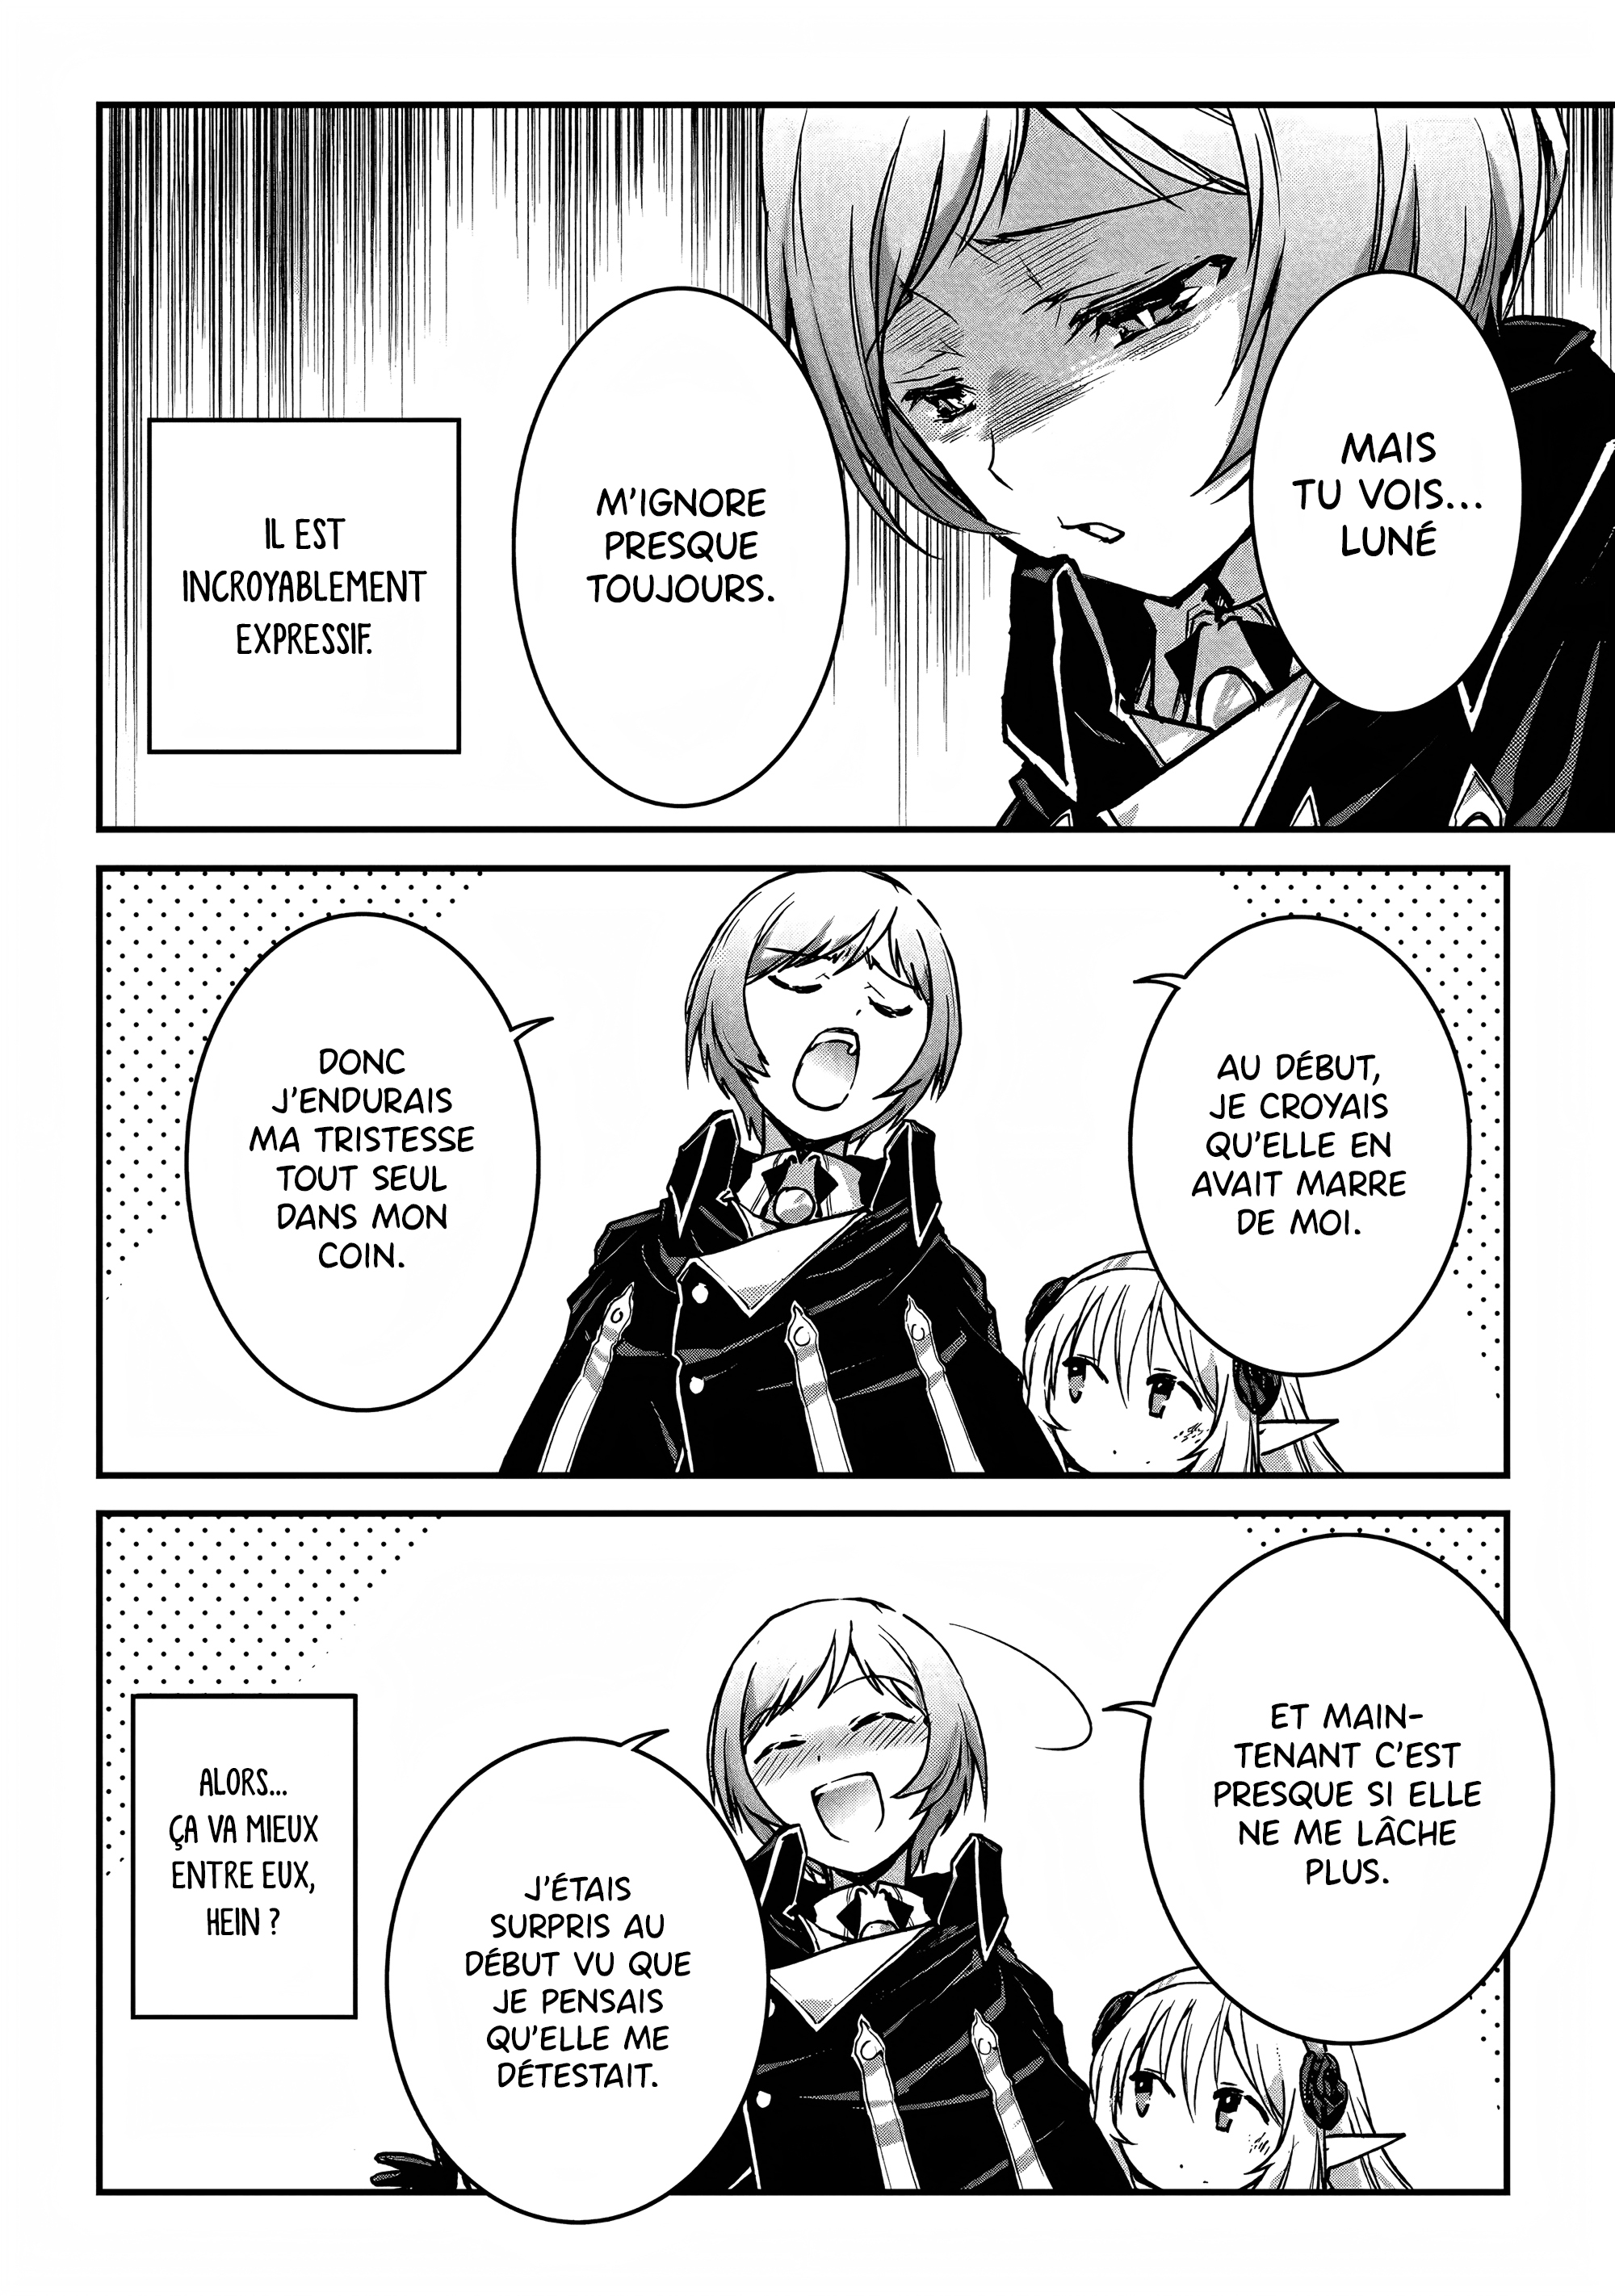 MAIS
TU VOIS...
LUNÉ
M'IGNORE
PRESQUE
TOUJOURS.
IL EST
INCROYABLEMENT
EXPRESSIF.
AU DÉBUT,
JE CROYAIS
QU'ELLE EN
AVAIT MARRE
DE MOI.
DONC
J'ENDURAIS
MA TRISTESSE
TOUT SEUL
DANS MON
COIN.
ET MAIN-
TENANT C'EST
PRESQUE SI ELLE
NE ME LÂCHE
PLUS.
J'ÉTAIS
SURPRIS AU
DÉBUT VU QUE
JE PENSAIS
QU'ELLE ME
DÉTESTAIT.
ALORS...
ÇA VA MIEUX
ENTRE EUX,
HEIN ?